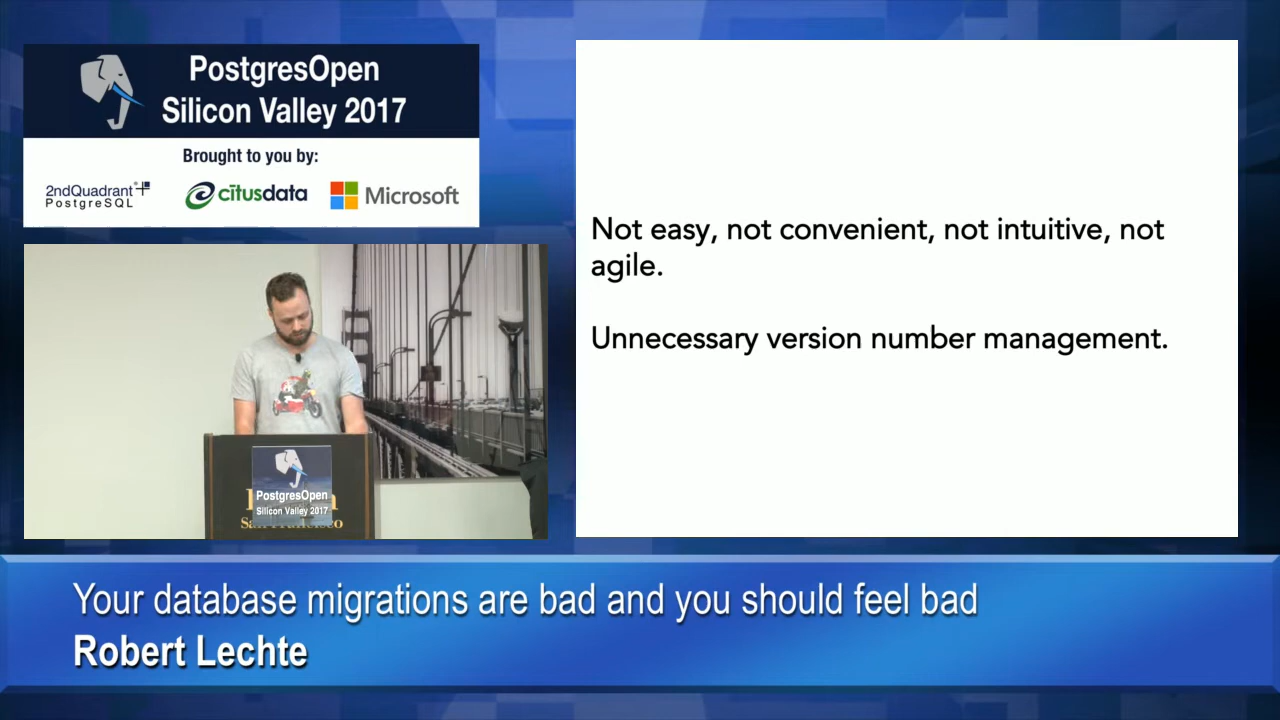 PostgresOpen
Silicon Valley 2017
Brought to you by:
2ndQuadrant
PostgreSQL
citusdata
Microsoft
Not easy, not convenient, not intuitive, not
agile.
Unnecessary version number management.
PostgresOpen
Silicon Valley 2017
Your database migrations are bad and you should feel bad
Robert Lechte